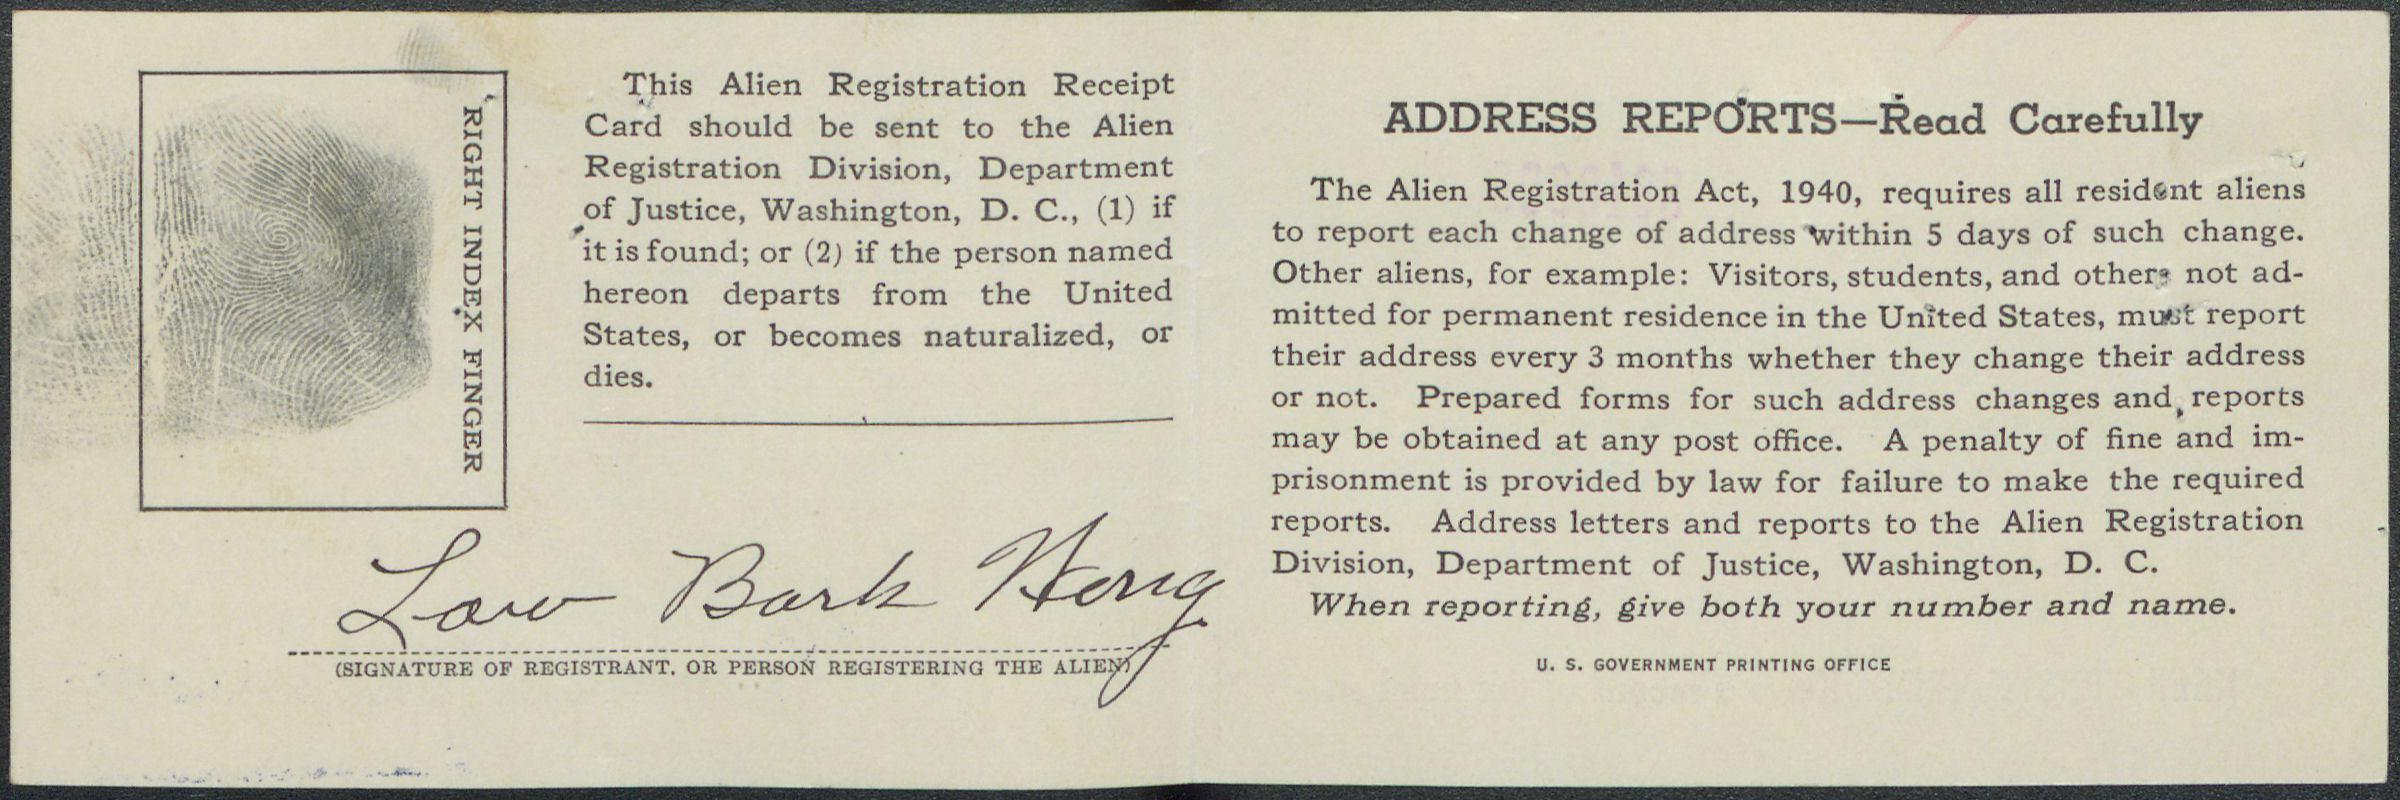 RIGHT INDEX FINGER
This Alien Registration Receipt
Card should be sent to the Alien
Registration Division, Department
of Justice, Washington, D. C., (1) if
it is found; or (2) if the person named
hereon departs from the United
States, or becomes naturalized, or
dies.
Low Bark Heng
(SIGNATURE OF REGISTRANT, OR PERSON REGISTERING THE ALIEN)
ADDRESS REPORTS—Read Carefully
The Alien Registration Act, 1940, requires all resident aliens
to report each change of address within 5 days of such change.
Other aliens, for example: Visitors, students, and others not ad-
mitted for permanent residence in the United States, must report
their address every 3 months whether they change their address
or not. Prepared forms for such address changes and reports
may be obtained at any post office. A penalty of fine and im-
prisonment is provided by law for failure to make the required
reports. Address letters and reports to the Alien Registration
Division, Department of Justice, Washington, D. C.
When reporting, give both your number and name.
U. S. GOVERNMENT PRINTING OFFICE